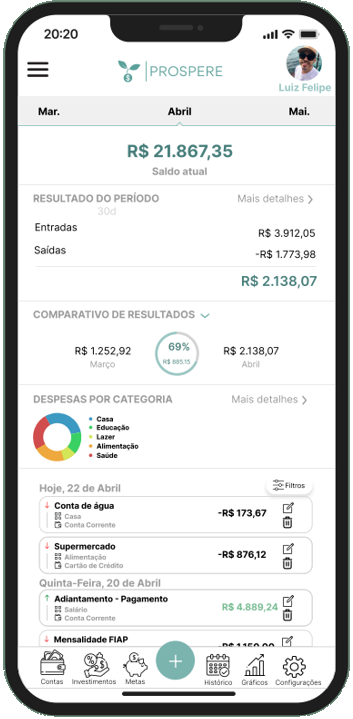 20:20
PROSPERE
Luiz Felipe
Mar. Abril Mai.
R$ 21.867,35
Saldo atual
RESULTADO DO PERÍODO Mais detalhes
30d
Entradas R$ 3.912,05
Saídas -R$ 1.773,98
R$ 2.138,07
COMPARATIVO DE RESULTADOS
R$ 1.252,92 69% R$ 2.138,07
R$ 885,15
Março Abril
DESPESAS POR CATEGORIA Mais detalhes
Casa
Educação
Lazer
Alimentação
Saúde
Hoje, 22 de Abril Filtros
Conta de água
Casa -R$ 173,67
Conta Corrente
Supermercado
Alimentação -R$ 876,12
Cartão de Crédito
Quinta-Feira, 20 de Abril
Adiantamento - Pagamento
Salário R$ 4.889,24
Conta Corrente
Mensalidade FIAP
Contas Investimentos Metas + Histórico Gráficos Configurações